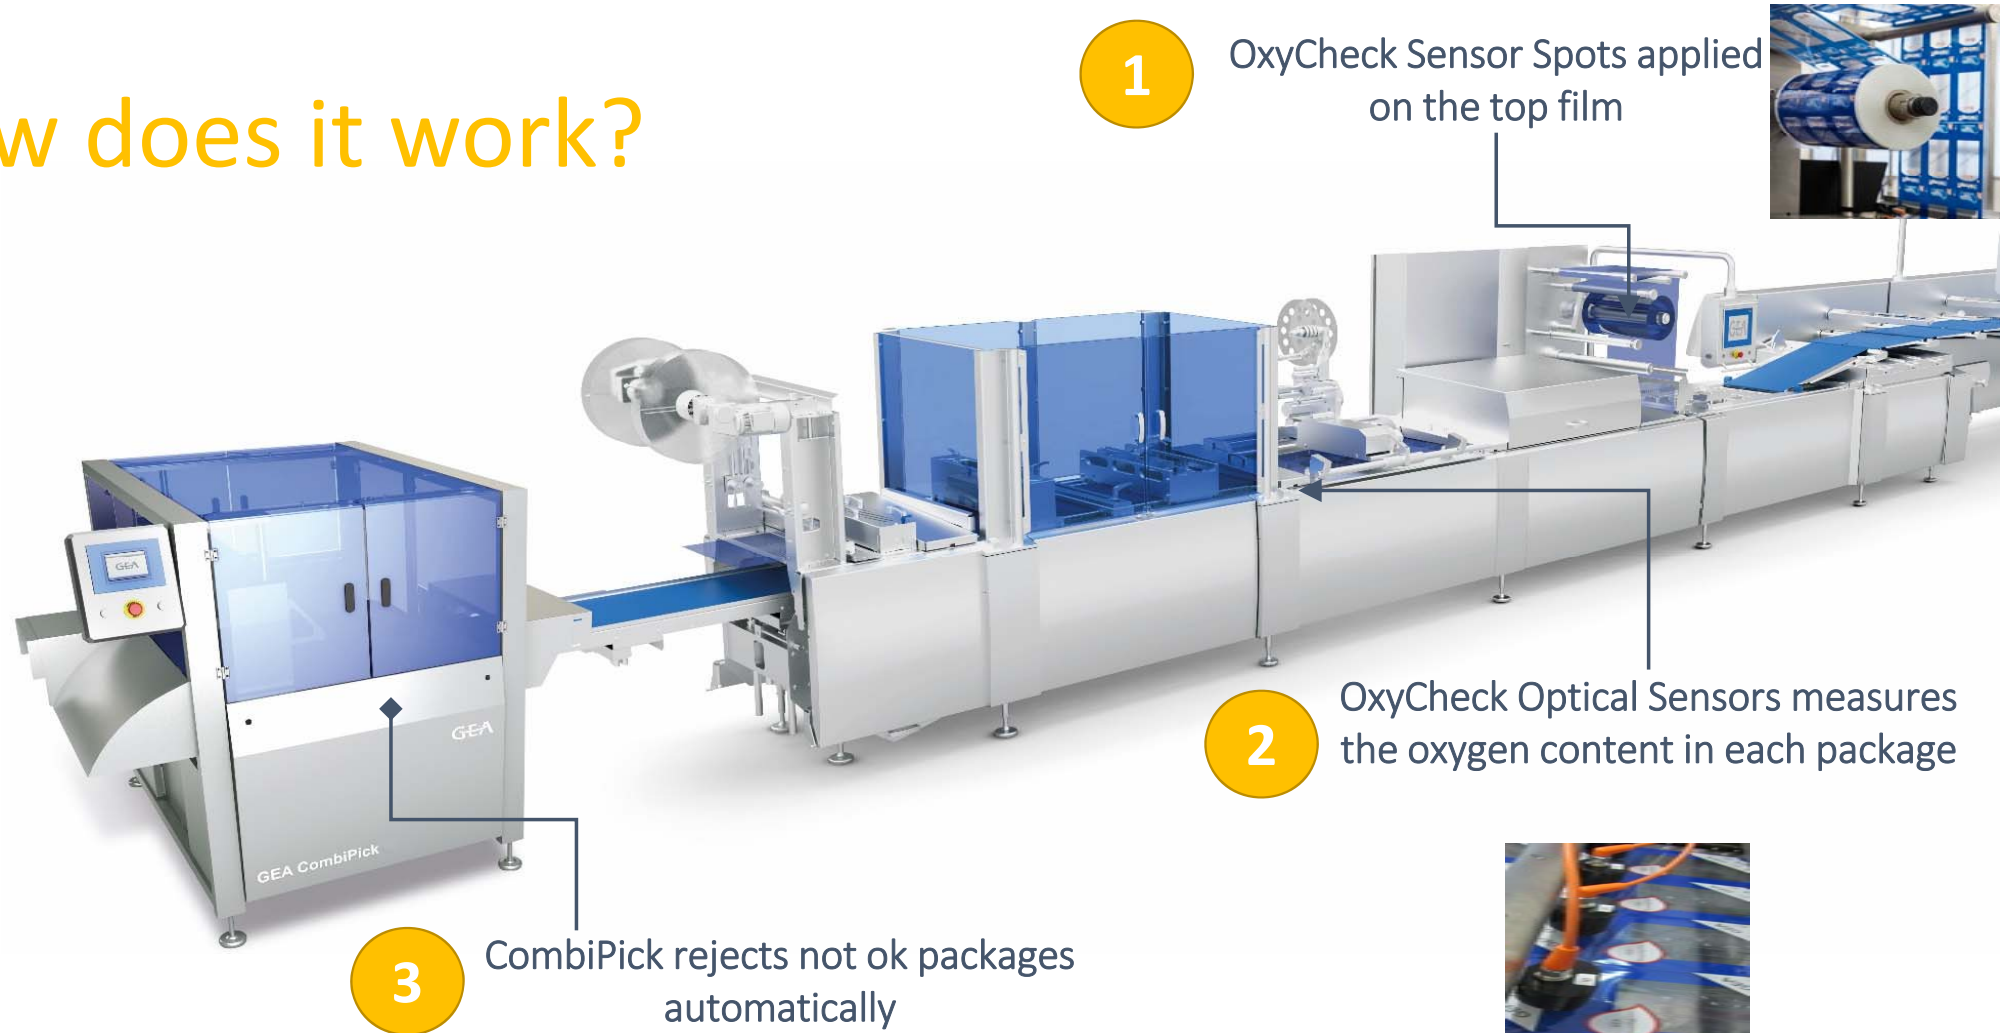 w does it work?
1
OxyCheck Sensor Spots applied
on the top film
GEA
2
OxyCheck Optical Sensors measures
the oxygen content in each package
GEA
GEA
GEA CombiPick
3
CombiPick rejects not ok packages
automatically